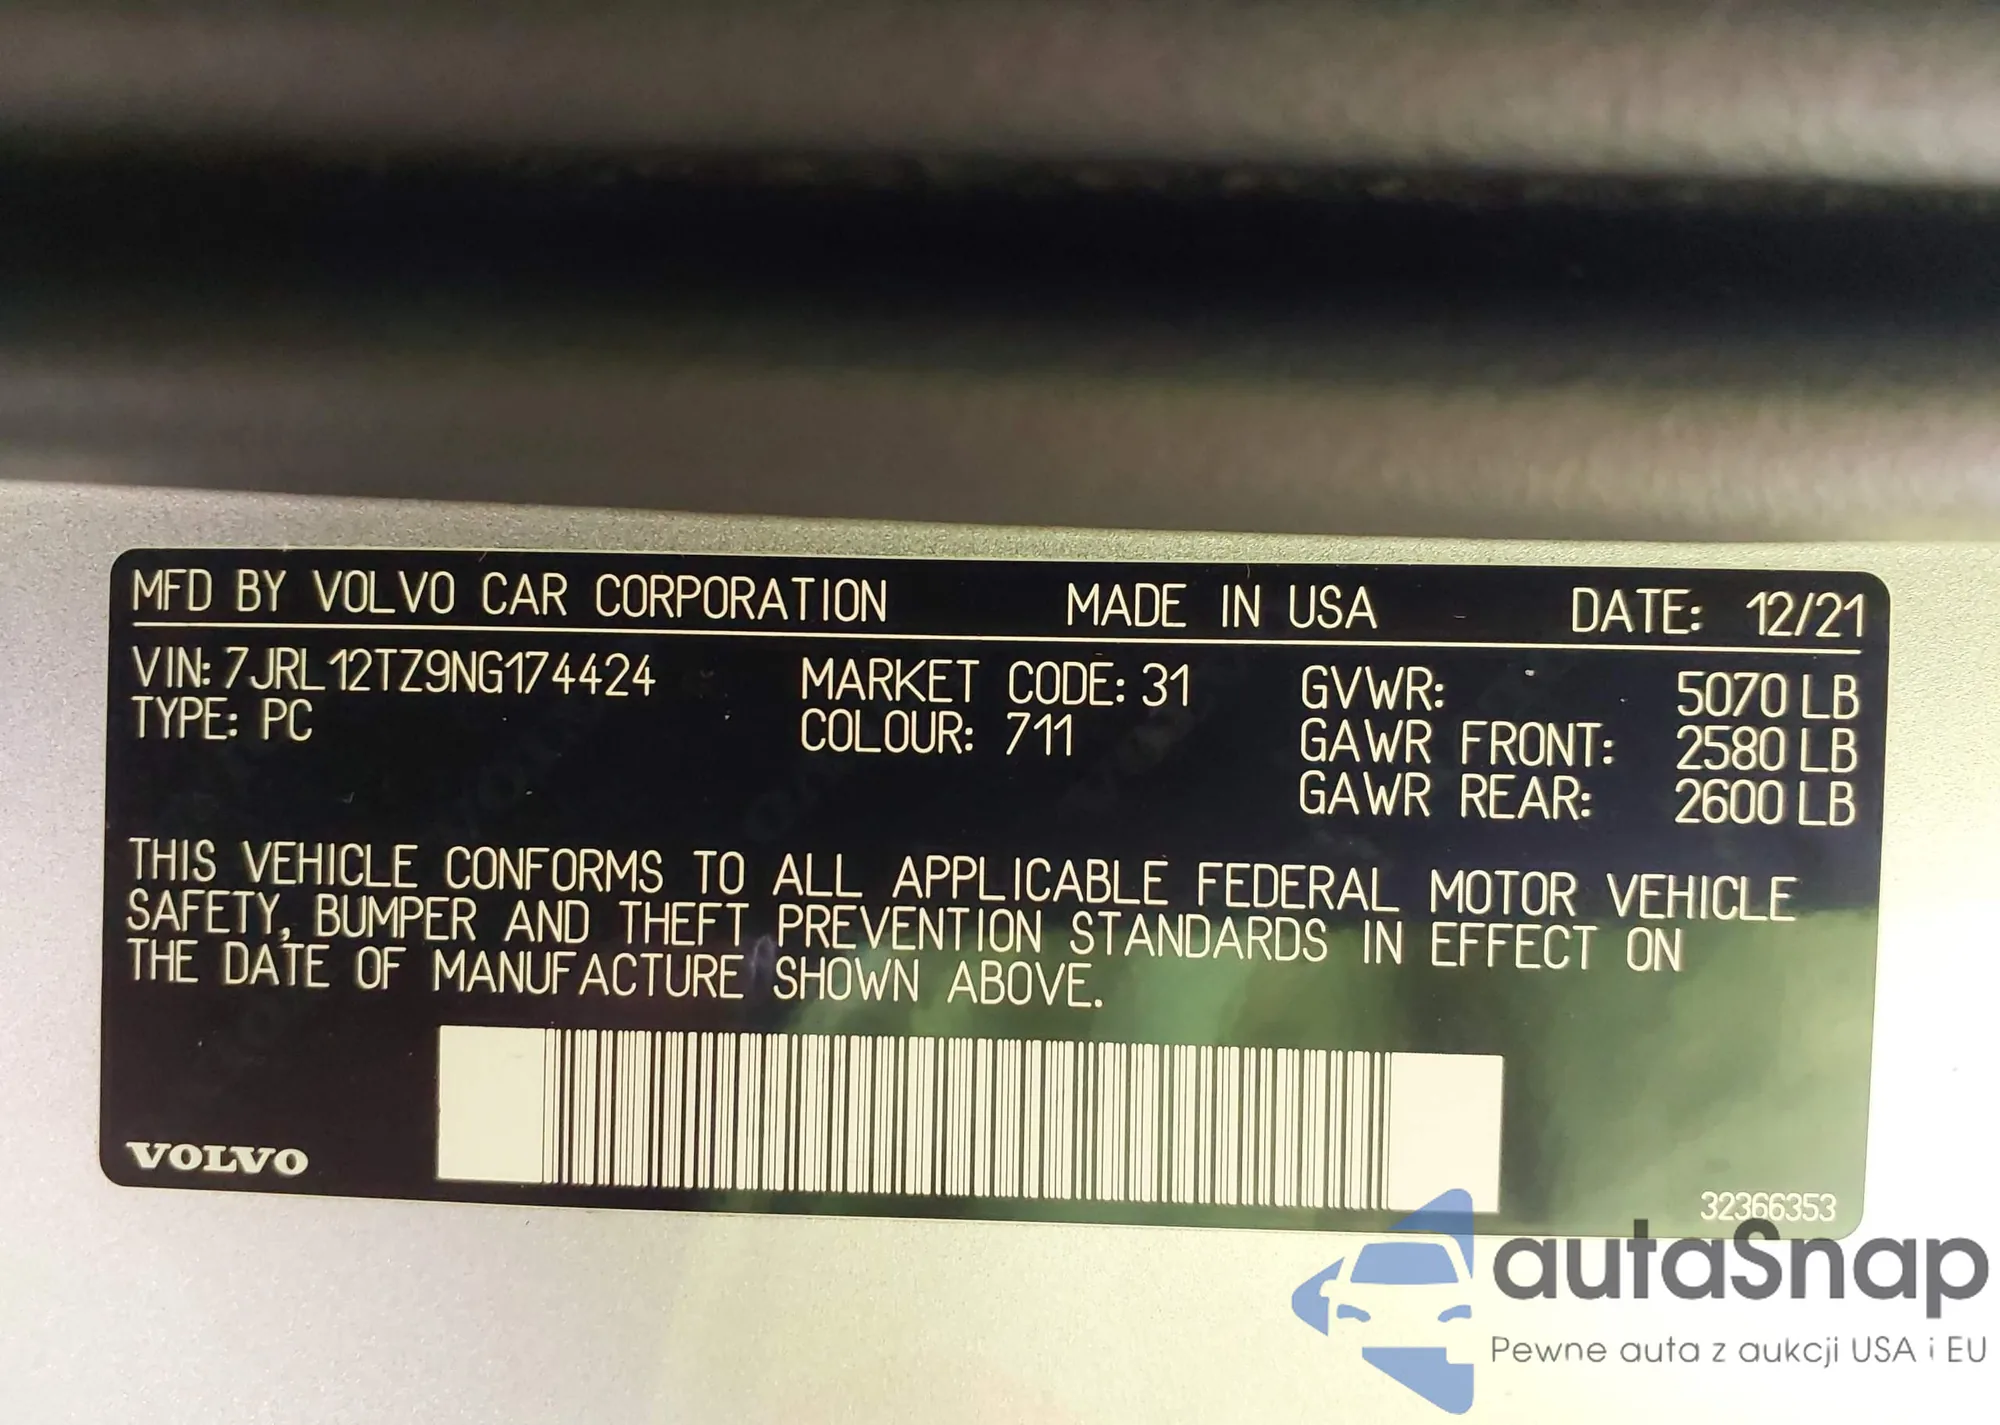 MFD BY VOLVO CAR CORPORATION MADE IN USA DATE: 12/21
VIN: 7JRL12TZ9NG174424 MARKET CODE: 31 GVWR: 5070 LB
TYPE: PC COLOUR: 711 GAWR FRONT: 2580 LB
GAWR REAR: 2600 LB
THIS VEHICLE CONFORMS TO ALL APPLICABLE FEDERAL MOTOR VEHICLE
SAFETY, BUMPER AND THEFT PREVENTION STANDARDS IN EFFECT ON
THE DATE OF MANUFACTURE SHOWN ABOVE.
VOLVO
32366353
autaSnap
Pewne auta z aukcji USA i EU